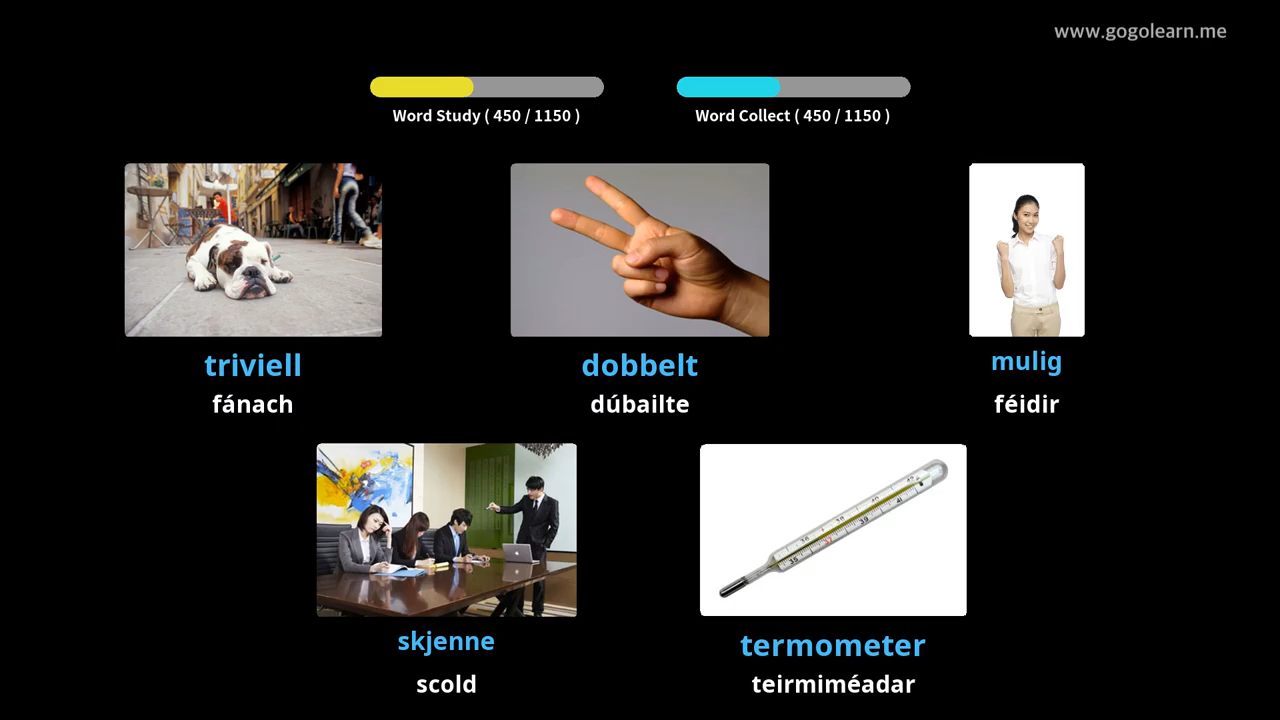 www.gogolearn.me
Word Study ( 450 / 1150 )
Word Collect ( 450 / 1150 )
triviell
fánach
dobbelt
dúbailte
mulig
féidir
skjenne
scold
termometer
teirmiméadar